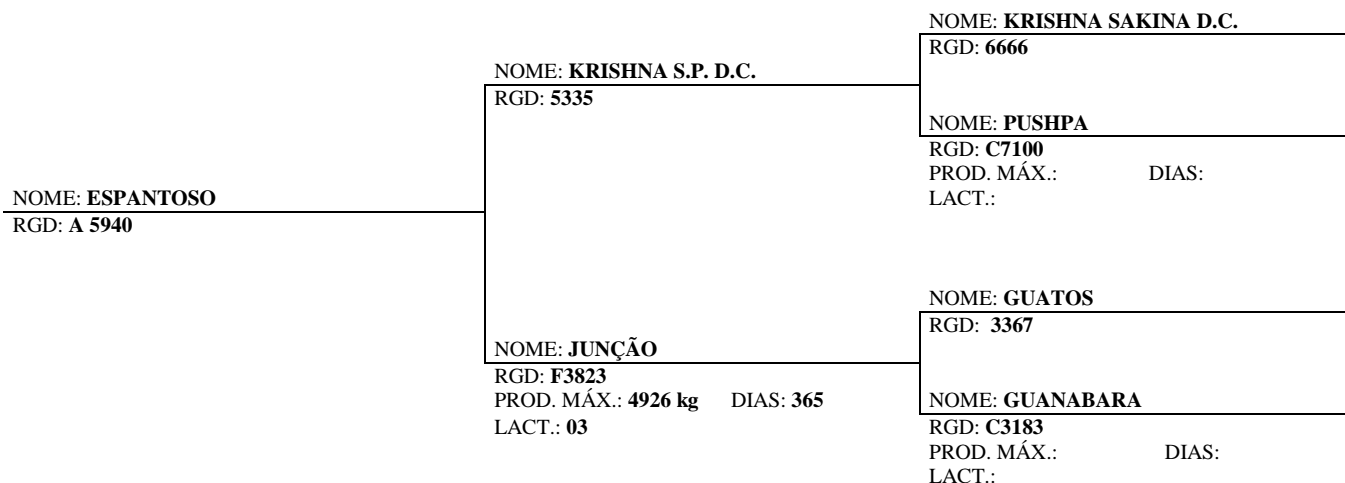 NOME: KRISHNA SAKINA D.C.
RGD: 6666
NOME: KRISHNA S.P. D.C.
RGD: 5335
NOME: PUSHPA
RGD: C7100
PROD. MÁX.: DIAS:
LACT.:
NOME: ESPANTOSO
RGD: A 5940
NOME: GUATOS
RGD: 3367
NOME: JUNÇÃO
RGD: F3823
PROD. MÁX.: 4926 kg DIAS: 365
LACT.: 03
NOME: GUANABARA
RGD: C3183
PROD. MÁX.: DIAS:
LACT.: